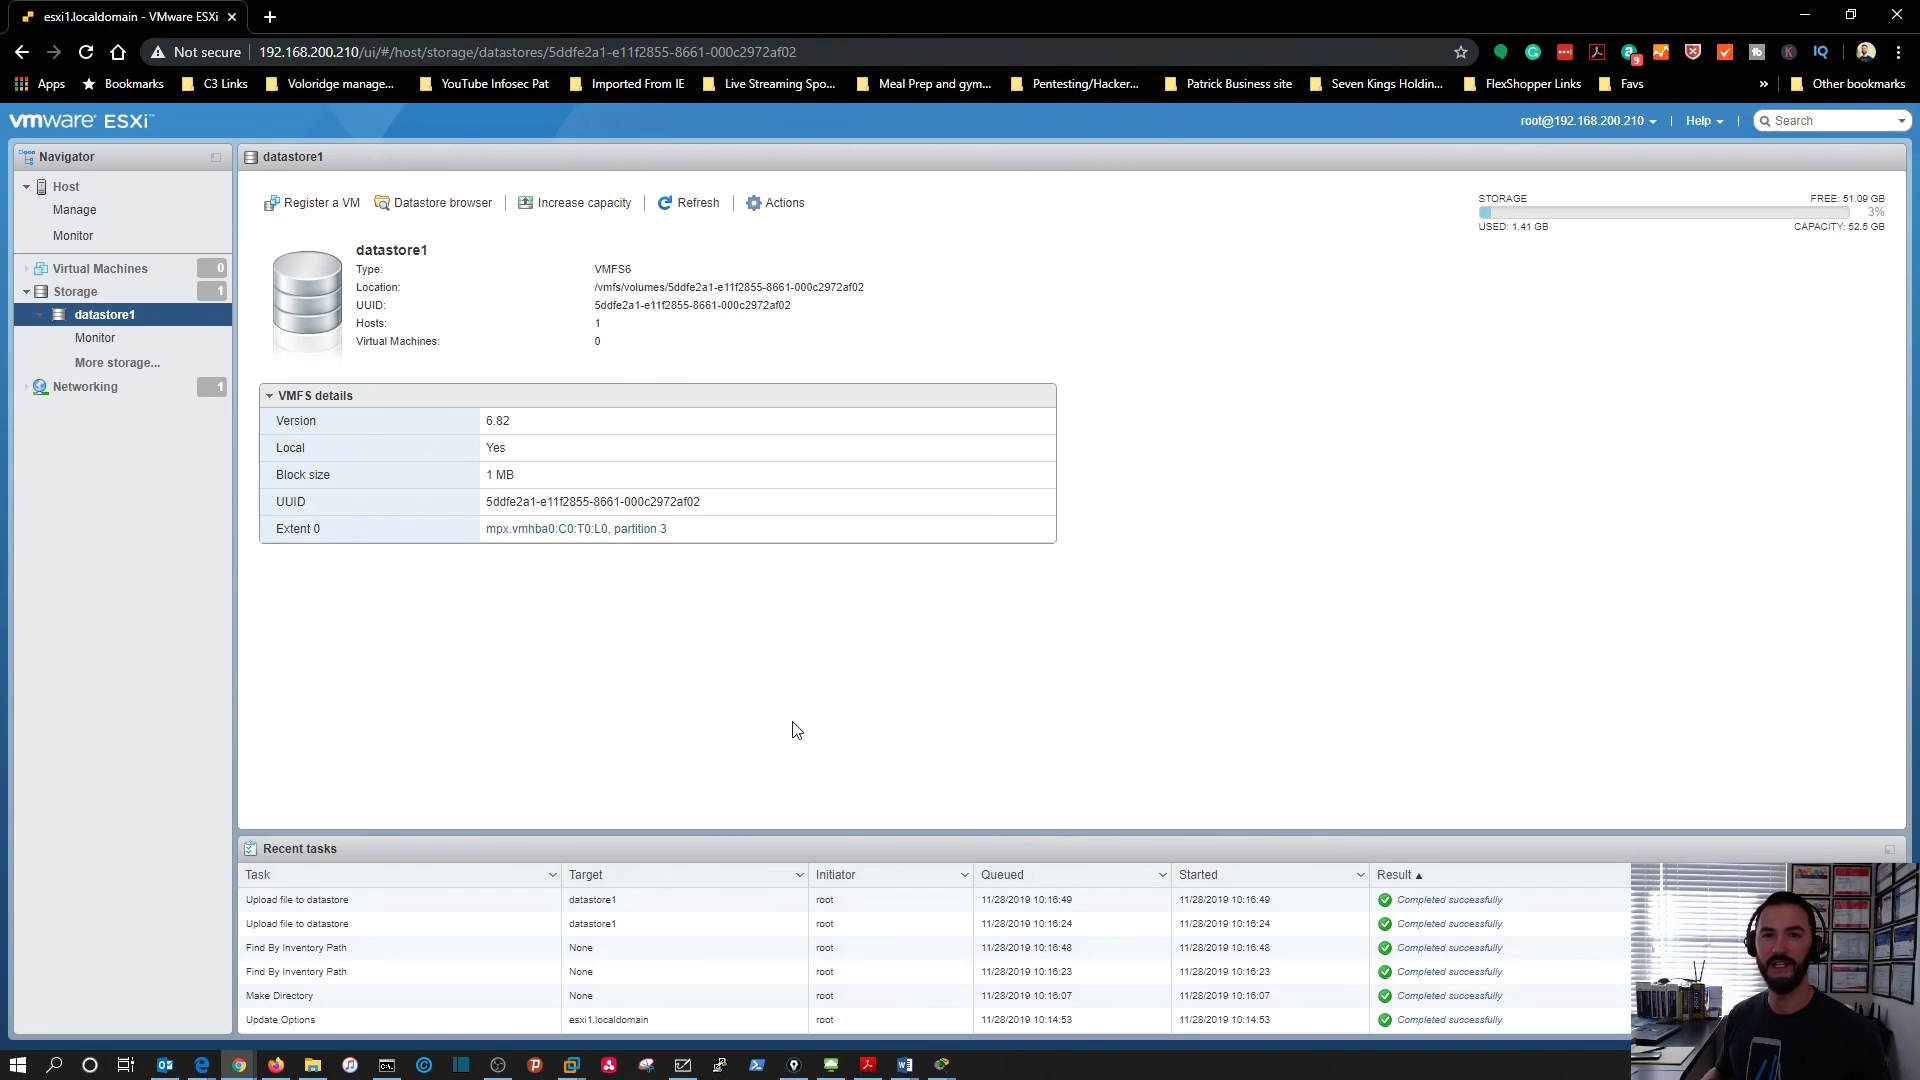 esxi1.localdomain - VMware ESXi
Not secure 192.168.200.210/ui/#/host/storage/datastores/5ddfe2a1-e11f2855-8661-000c2972af02
9 tb K IQ
Apps Bookmarks C3 Links Voloridge manage... YouTube Infosec Pat Imported From IE Live Streaming Spo... Meal Prep and gym... Pentesting/Hacker... Patrick Business site Seven Kings Holdin... FlexShopper Links Favs » Other bookmarks
vmware ESXi™ root@192.168.200.210 | Help | Search
Navigator
Host
Manage
Monitor
Virtual Machines 0
Storage 1
datastore1
Monitor
More storage...
Networking 1
datastore1
Register a VM Datastore browser Increase capacity Refresh Actions
STORAGE FREE: 51.09 GB
3%
USED: 1.41 GB CAPACITY: 52.5 GB
datastore1
Type: VMFS6
Location: /vmfs/volumes/5ddfe2a1-e11f2855-8661-000c2972af02
UUID: 5ddfe2a1-e11f2855-8661-000c2972af02
Hosts: 1
Virtual Machines: 0
VMFS details
Version 6.82
Local Yes
Block size 1 MB
UUID 5ddfe2a1-e11f2855-8661-000c2972af02
Extent 0 mpx.vmhba0:C0:T0:L0, partition 3
Recent tasks
Task Target Initiator Queued Started Result
Upload file to datastore datastore1 root 11/28/2019 10:16:49 11/28/2019 10:16:49 Completed successfully
Upload file to datastore datastore1 root 11/28/2019 10:16:24 11/28/2019 10:16:24 Completed successfully
Find By Inventory Path None root 11/28/2019 10:16:48 11/28/2019 10:16:48 Completed successfully
Find By Inventory Path None root 11/28/2019 10:16:23 11/28/2019 10:16:23 Completed successfully
Make Directory None root 11/28/2019 10:16:07 11/28/2019 10:16:07 Completed successfully
Update Options esxi1.localdomain root 11/28/2019 10:14:53 11/28/2019 10:14:53 Completed successfully